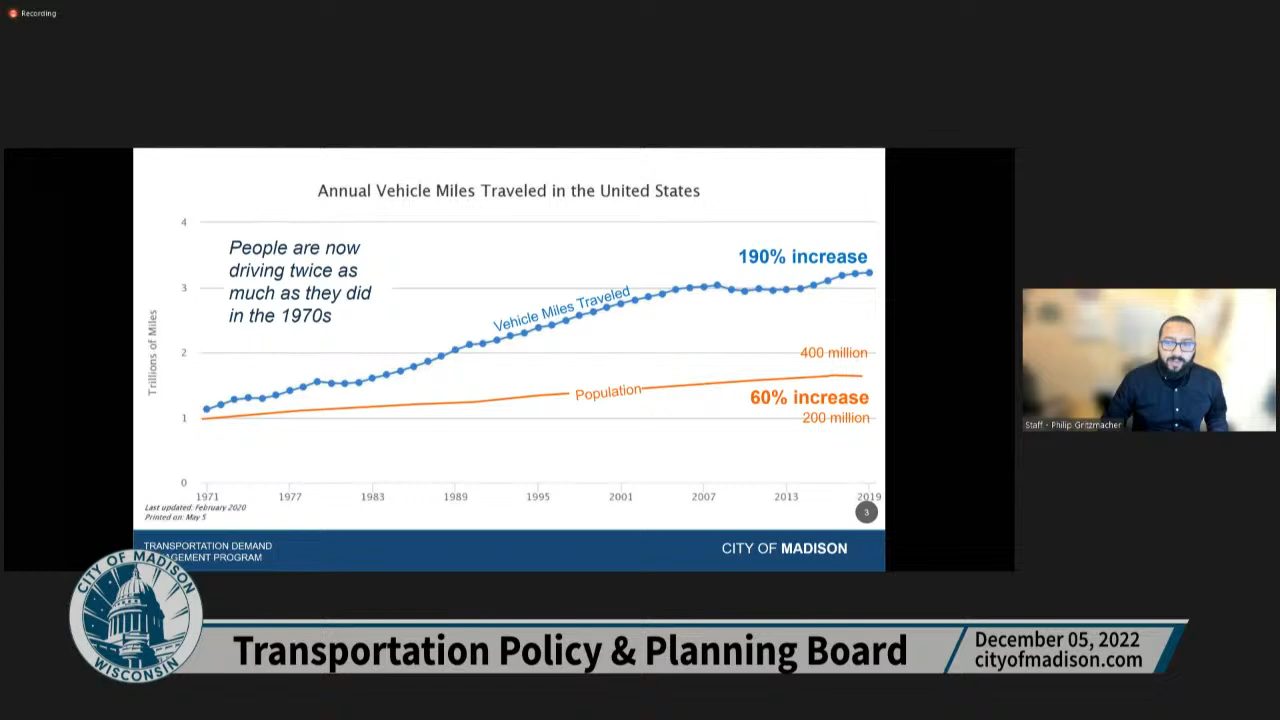 Recording
Annual Vehicle Miles Traveled in the United States
4
3
2
1
0
Trillions of Miles
People are now
driving twice as
much as they did
in the 1970s
190% increase
Vehicle Miles Traveled
400 million
Population
60% increase
200 million
1971 1977 1983 1989 1995 2001 2007 2013 2019
Last updated: February 2020
Printed on: May 5
3
TRANSPORTATION DEMAND
AGEMENT PROGRAM
CITY OF MADISON
Staff - Philip Gritzmacher
CITY OF MADISON
WISCONSIN
Transportation Policy & Planning Board
December 05, 2022
cityofmadison.com